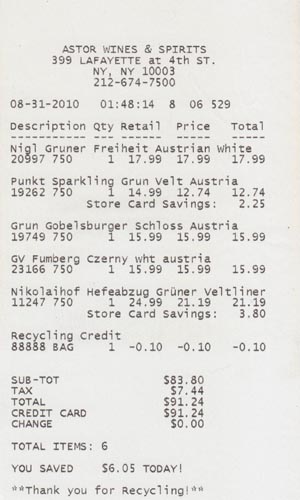 ASTOR WINES & SPIRITS
399 LAFAYETTE at 4th ST.
NY, NY 10003
212-674-7500
08-31-2010 01:48:14 8 06 529
Description Qty Retail Price Total
Nigl Gruner Freiheit Austrian White
20997 750 1 17.99 17.99 17.99
Punkt Sparkling Grun Velt Austria
19262 750 1 14.99 12.74 12.74
Store Card Savings: 2.25
Grun Gobelsburger Schloss Austria
19749 750 1 15.99 15.99 15.99
GV Fumberg Czerny wht austria
23166 750 1 15.99 15.99 15.99
Nikolaihof Hefeabzug Grüner Veltliner
11247 750 1 24.99 21.19 21.19
Store Card Savings: 3.80
Recycling Credit
88888 BAG 1 -0.10 -0.10 -0.10
SUB-TOT $83.80
TAX $7.44
TOTAL $91.24
CREDIT CARD $91.24
CHANGE $0.00
TOTAL ITEMS: 6
YOU SAVED $6.05 TODAY!
**Thank you for Recycling!**